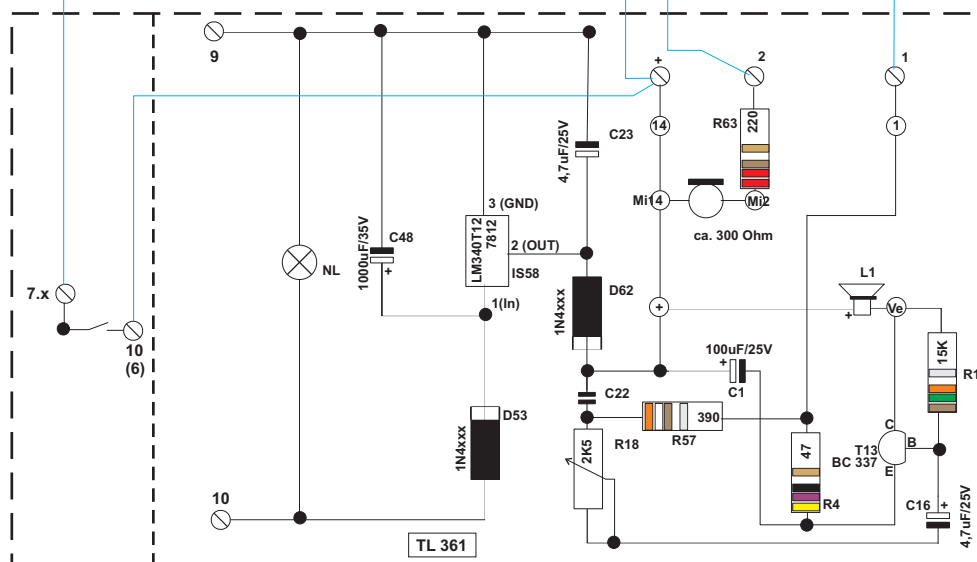 9
+
2
1
C23
4,7uF/25V
14
R63
220
1
3 (GND)
Mi14
Mi2
ca. 300 Ohm
1000uF/35V
C48
+
LM340T12
7812
2 (OUT)
IS58
NL
L1
7.x
1(In)
1N4xxx
D62
+
+
Ve
10
(6)
100uF/25V
+
C1
15K
R1
C22
D53
1N4xxx
R18
R57
390
2K5
47
C
T13
B
BC 337
E
R4
C16
+
4,7uF/25V
10
TL 361